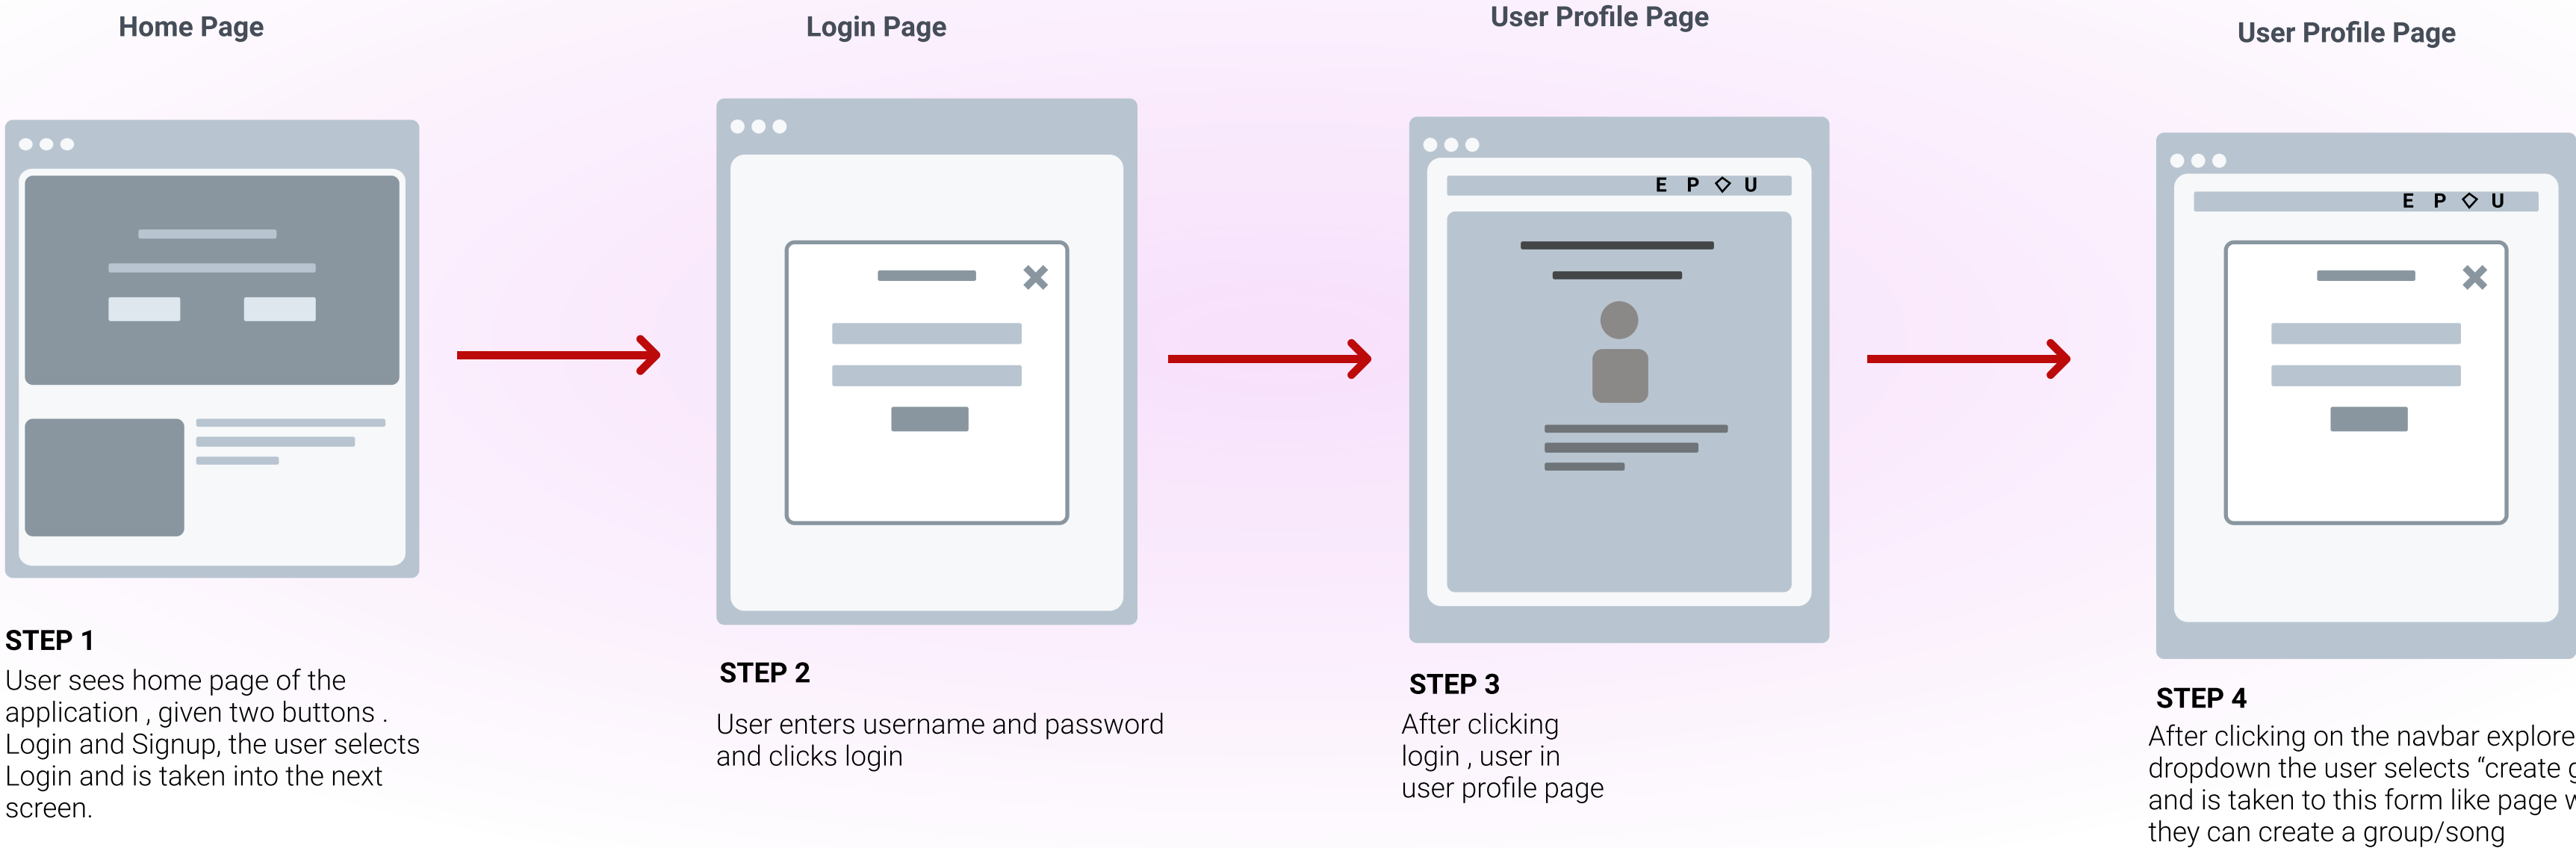 Home Page
Login Page
User Profile Page
User Profile Page
E P ◇ U
E P ◇ U
STEP 1
User sees home page of the
application , given two buttons .
Login and Signup, the user selects
Login and is taken into the next
screen.
STEP 2
User enters username and password
and clicks login
STEP 3
After clicking
login , user in
user profile page
STEP 4
After clicking on the navbar explore
dropdown the user selects “create
and is taken to this form like page
they can create a group/song